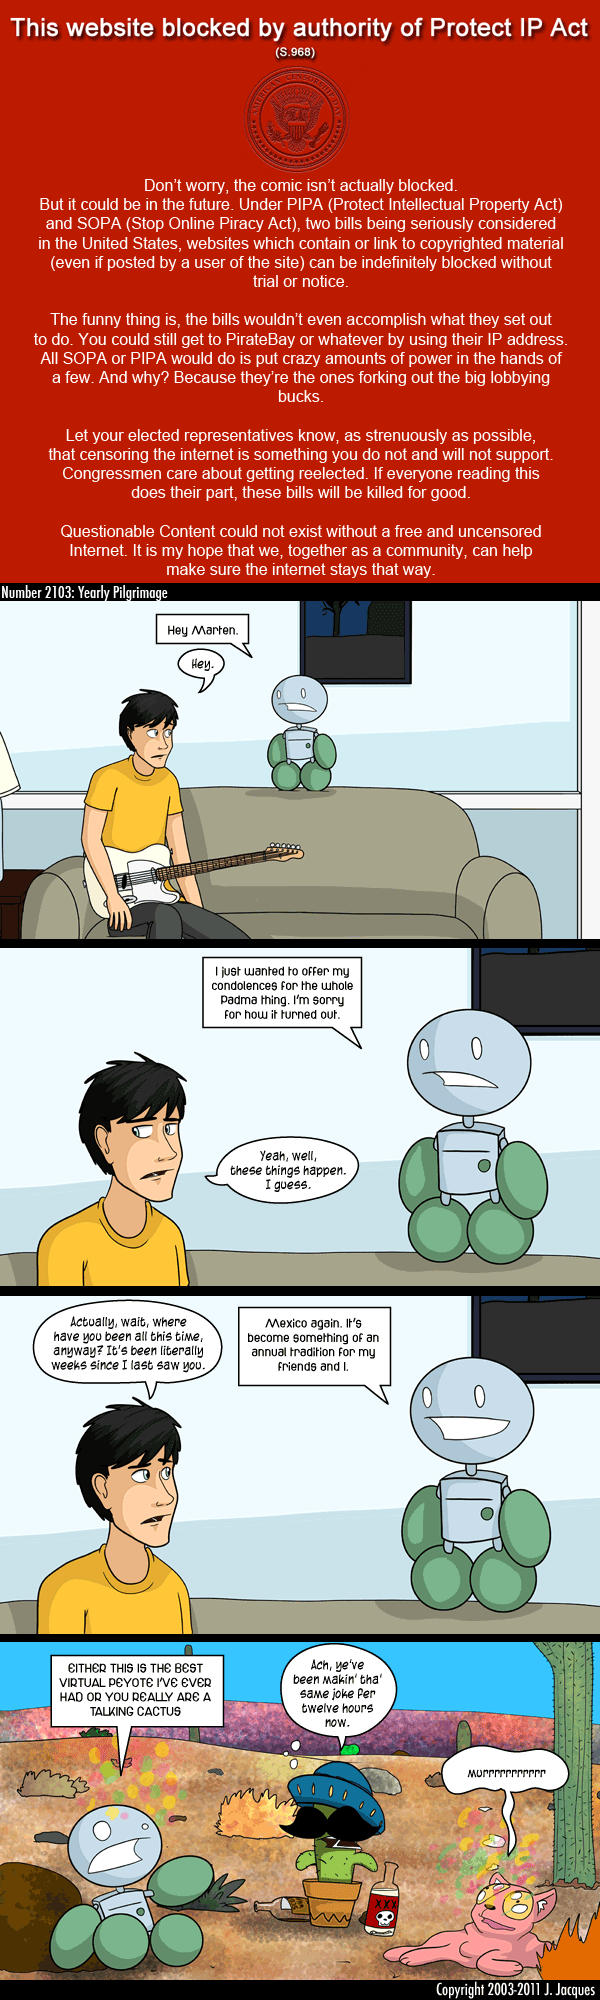 This website blocked by authority of Protect IP Act
(S.968)
AMERICAN CENSORSHIP DAY
Don't worry, the comic isn't actually blocked.
But it could be in the future. Under PIPA (Protect Intellectual Property Act)
and SOPA (Stop Online Piracy Act), two bills being seriously considered
in the United States, websites which contain or link to copyrighted material
(even if posted by a user of the site) can be indefinitely blocked without
trial or notice.
The funny thing is, the bills wouldn't even accomplish what they set out
to do. You could still get to PirateBay or whatever by using their IP address.
All SOPA or PIPA would do is put crazy amounts of power in the hands of
a few. And why? Because they're the ones forking out the big lobbying
bucks.
Let your elected representatives know, as strenuously as possible,
that censoring the internet is something you do not and will not support.
Congressmen care about getting reelected. If everyone reading this
does their part, these bills will be killed for good.
Questionable Content could not exist without a free and uncensored
Internet. It is my hope that we, together as a community, can help
make sure the internet stays that way.
Number 2103: Yearly Pilgrimage
Hey Marten.
Hey.
I just wanted to offer my
condolences for the whole
Padma thing. I'm sorry
for how it turned out.
Yeah, well,
these things happen.
I guess.
Actually, wait, where
have you been all this time,
anyway? It's been literally
weeks since I last saw you.
Mexico again. It's
become something of an
annual tradition for my
friends and I.
EITHER THIS IS THE BEST
VIRTUAL PEYOTE I'VE EVER
HAD OR YOU REALLY ARE A
TALKING CACTUS
Ach, ye've
been makin' tha'
same joke fer
twelve hours
now.
Murrrrrrrrrrr
XXX
Copyright 2003-2011 J. Jacques